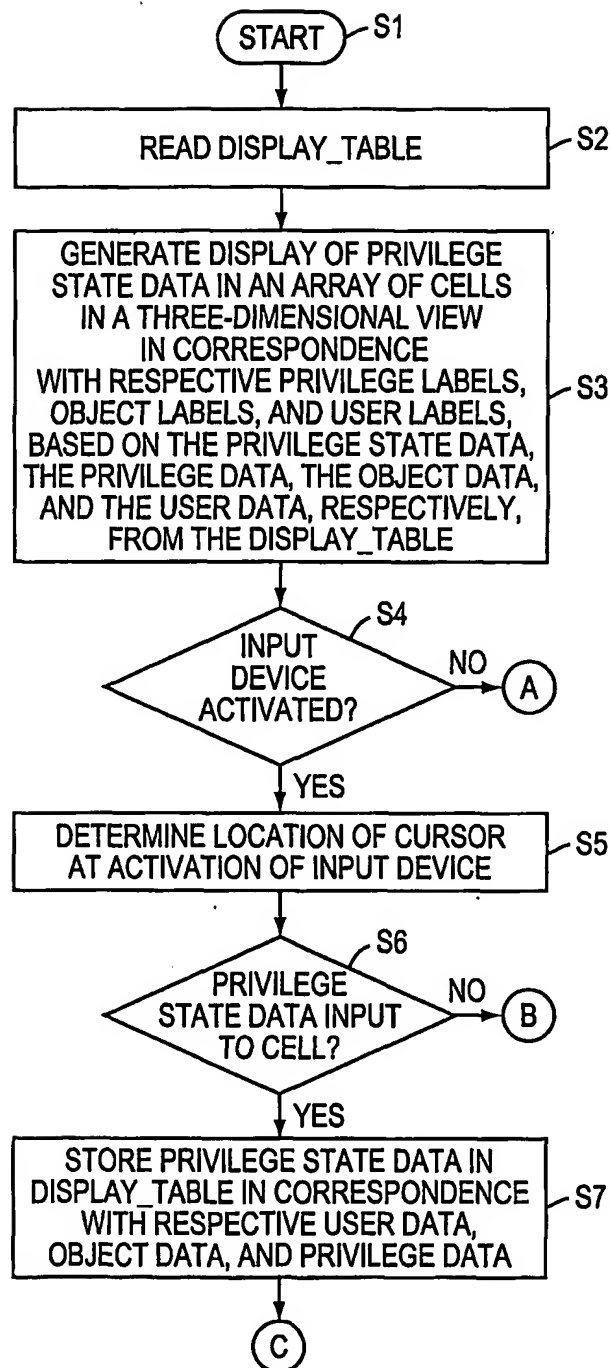 START
S1
READ DISPLAY_TABLE
S2
GENERATE DISPLAY OF PRIVILEGE
STATE DATA IN AN ARRAY OF CELLS
IN A THREE-DIMENSIONAL VIEW
IN CORRESPONDENCE
WITH RESPECTIVE PRIVILEGE LABELS,
OBJECT LABELS, AND USER LABELS,
BASED ON THE PRIVILEGE STATE DATA,
THE PRIVILEGE DATA, THE OBJECT DATA,
AND THE USER DATA, RESPECTIVELY,
FROM THE DISPLAY_TABLE
S3
S4
INPUT
DEVICE
ACTIVATED?
NO
A
YES
DETERMINE LOCATION OF CURSOR
AT ACTIVATION OF INPUT DEVICE
S5
S6
PRIVILEGE
STATE DATA INPUT
TO CELL?
NO
B
YES
STORE PRIVILEGE STATE DATA IN
DISPLAY_TABLE IN CORRESPONDENCE
WITH RESPECTIVE USER DATA,
OBJECT DATA, AND PRIVILEGE DATA
S7
C